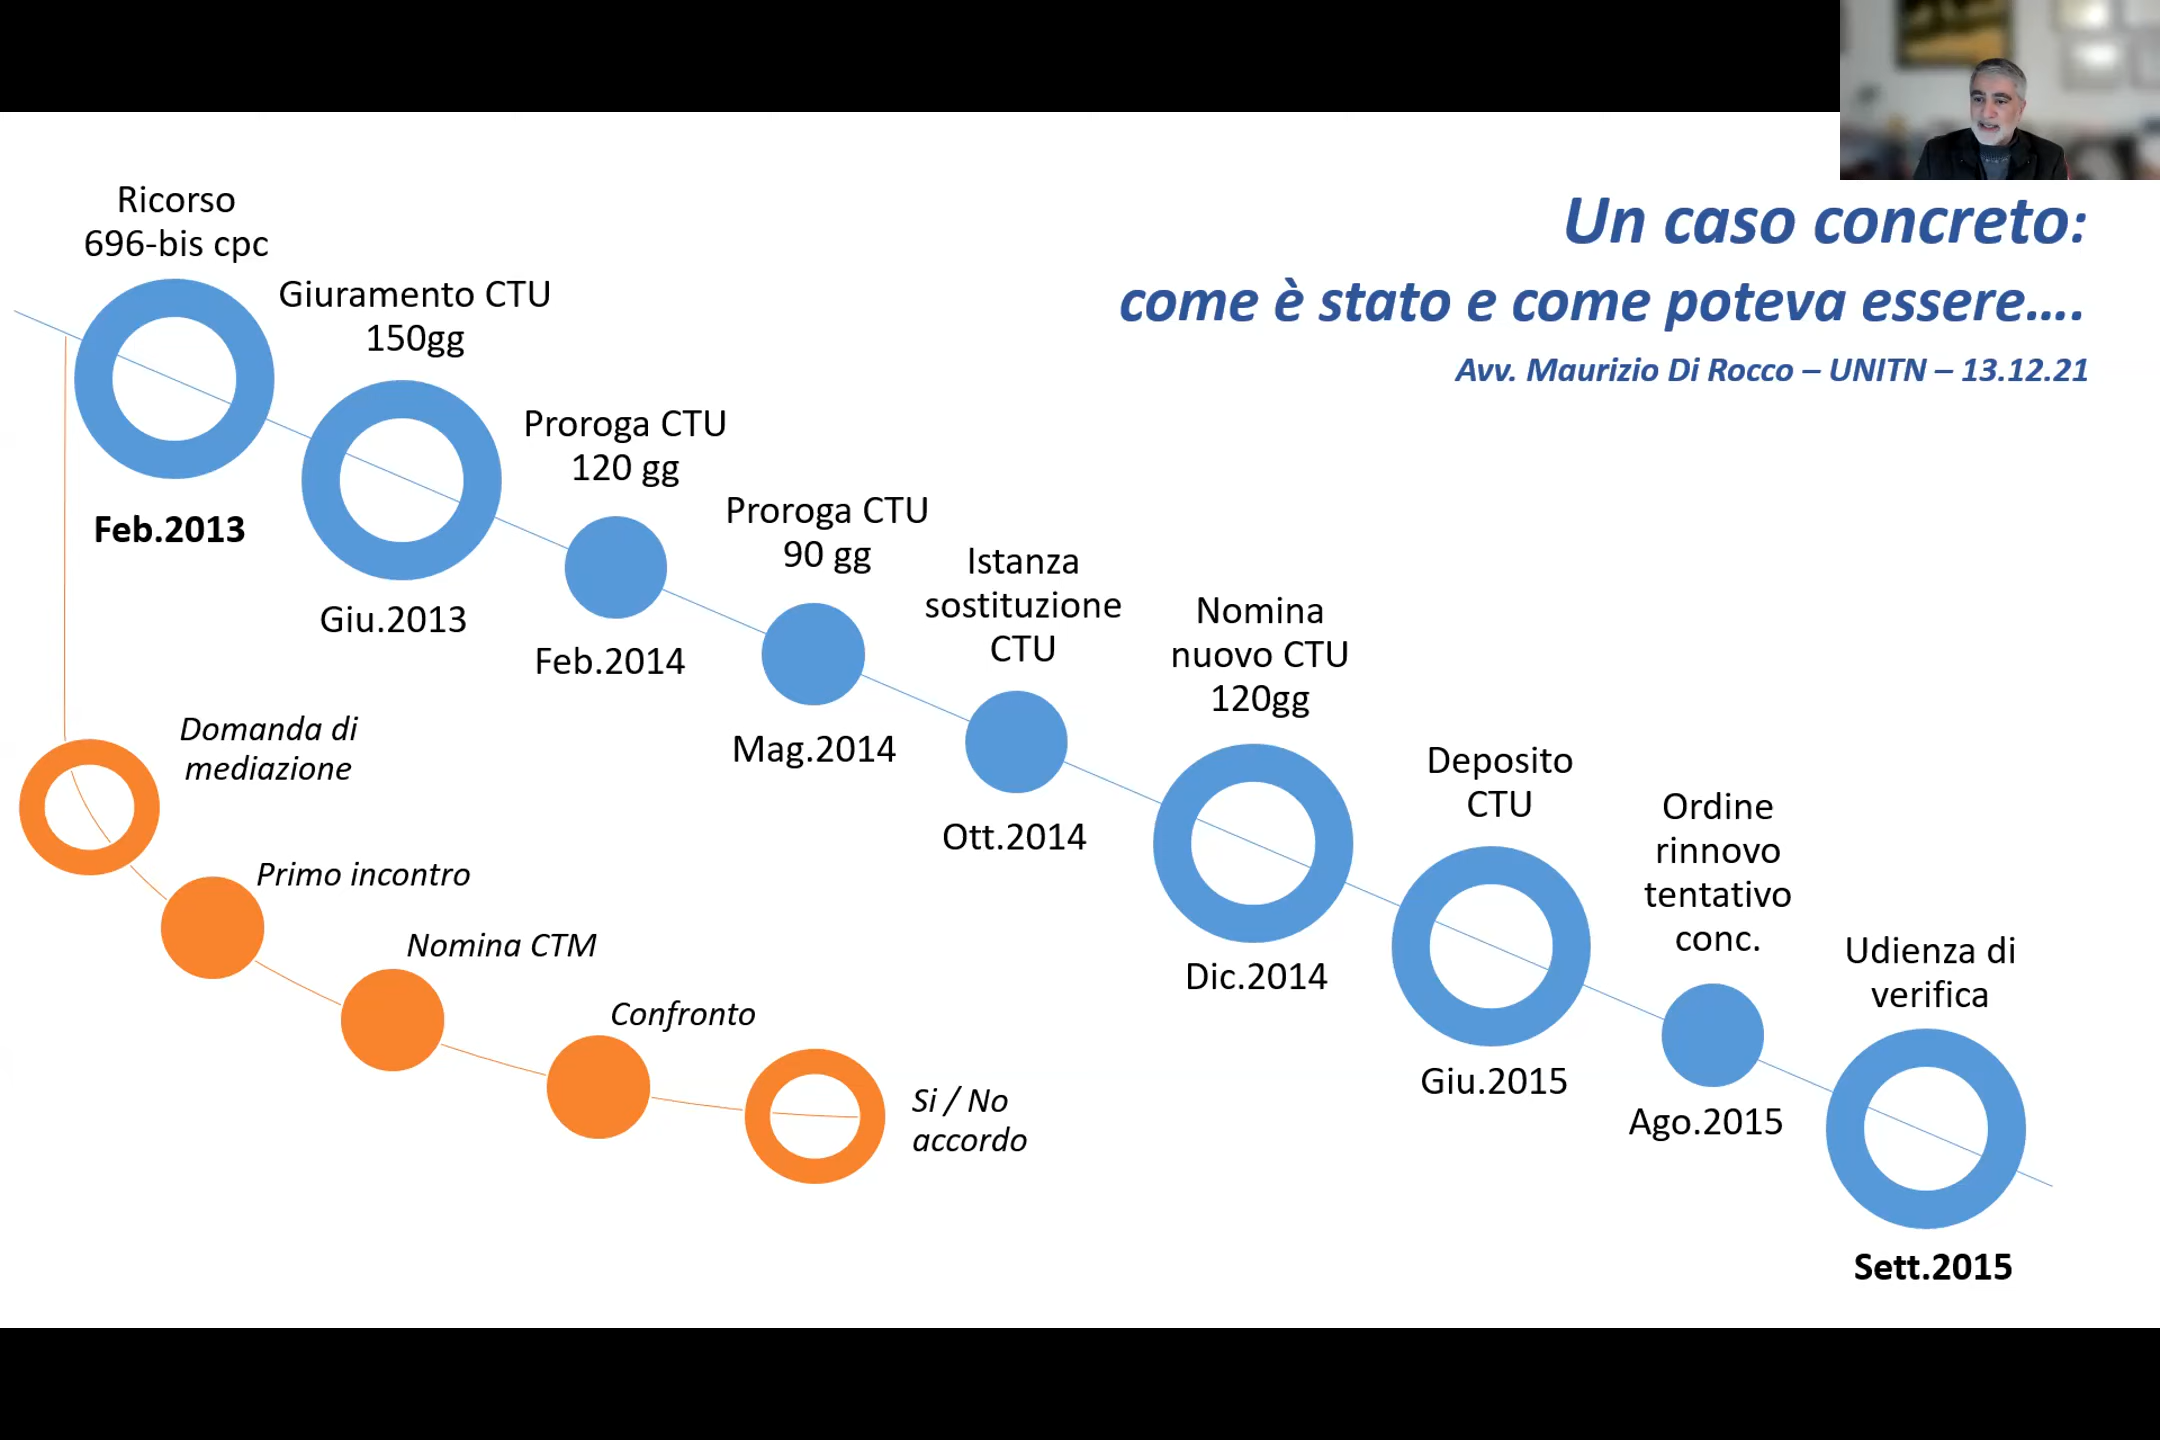 Un caso concreto:
come è stato e come poteva essere....
Avv. Maurizio Di Rocco – UNITN – 13.12.21
Ricorso
696-bis cpc
Feb.2013
Giuramento CTU
150gg
Giu.2013
Proroga CTU
120 gg
Feb.2014
Proroga CTU
90 gg
Mag.2014
Istanza
sostituzione
CTU
Ott.2014
Nomina
nuovo CTU
120gg
Dic.2014
Deposito
CTU
Giu.2015
Ordine
rinnovo
tentativo
conc.
Ago.2015
Udienza di
verifica
Sett.2015
Domanda di
mediazione
Primo incontro
Nomina CTM
Confronto
Si / No
accordo